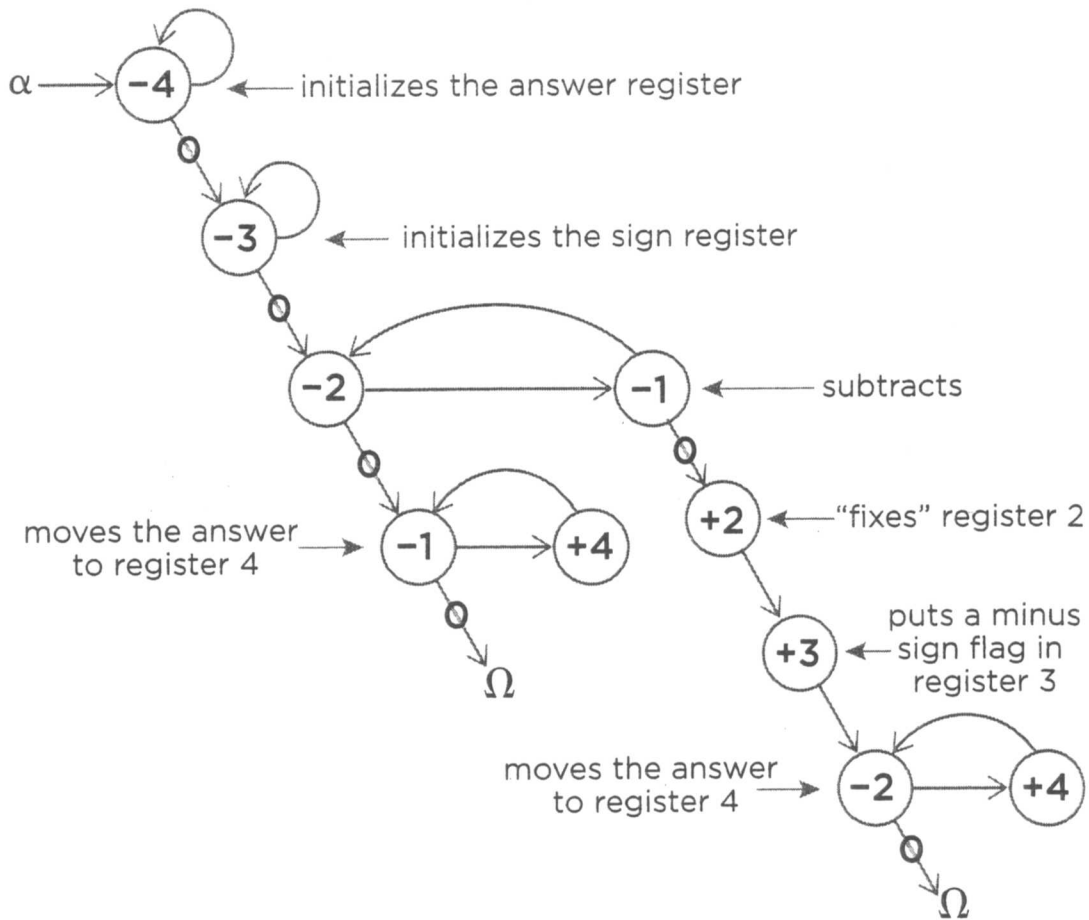 α
−4
initializes the answer register
0
−3
initializes the sign register
0
−2
−1
subtracts
0
0
+2
“fixes” register 2
moves the answer
to register 4
−1
+4
0
Ω
+3
puts a minus
sign flag in
register 3
moves the answer
to register 4
−2
+4
0
Ω